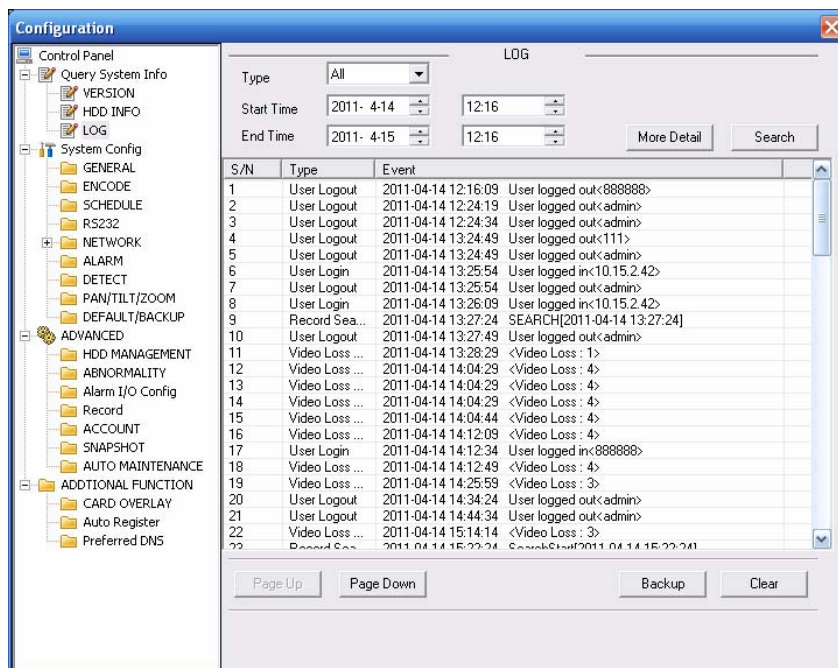 Configuration
Control Panel
Query System Info
VERSION
HDD INFO
LOG
System Config
GENERAL
ENCODE
SCHEDULE
RS232
NETWORK
ALARM
DETECT
PAN/TILT/ZOOM
DEFAULT/BACKUP
ADVANCED
HDD MANAGEMENT
ABNORMALITY
Alarm I/O Config
Record
ACCOUNT
SNAPSHOT
AUTO MAINTENANCE
ADDTIONAL FUNCTION
CARD OVERLAY
Auto Register
Preferred DNS
LOG
Type All
Start Time 2011- 4-14 12:16
End Time 2011- 4-15 12:16 More Detail Search
S/N Type Event
1 User Logout 2011-04-14 12:16:09 User logged out<888888>
2 User Logout 2011-04-14 12:24:19 User logged out<admin>
3 User Logout 2011-04-14 12:24:34 User logged out<admin>
4 User Logout 2011-04-14 13:24:49 User logged out<111>
5 User Logout 2011-04-14 13:24:49 User logged out<admin>
6 User Login 2011-04-14 13:25:54 User logged in<10.15.2.42>
7 User Logout 2011-04-14 13:25:54 User logged out<admin>
8 User Login 2011-04-14 13:26:09 User logged in<10.15.2.42>
9 Record Sea... 2011-04-14 13:27:24 SEARCH[2011-04-14 13:27:24]
10 User Logout 2011-04-14 13:27:49 User logged out<admin>
11 Video Loss ... 2011-04-14 13:28:29 <Video Loss : 1>
12 Video Loss ... 2011-04-14 14:04:29 <Video Loss : 4>
13 Video Loss ... 2011-04-14 14:04:29 <Video Loss : 4>
14 Video Loss ... 2011-04-14 14:04:29 <Video Loss : 4>
15 Video Loss ... 2011-04-14 14:04:44 <Video Loss : 4>
16 Video Loss ... 2011-04-14 14:12:09 <Video Loss : 4>
17 User Login 2011-04-14 14:12:34 User logged in<888888>
18 Video Loss ... 2011-04-14 14:12:49 <Video Loss : 4>
19 Video Loss ... 2011-04-14 14:25:59 <Video Loss : 3>
20 User Logout 2011-04-14 14:34:24 User logged out<admin>
21 User Logout 2011-04-14 14:44:34 User logged out<admin>
22 Video Loss ... 2011-04-14 15:14:14 <Video Loss : 3>
23 Record Sea... 2011-04-14 15:22:24 SearchStart[2011-04-14 15:22:24]
Page Up Page Down Backup Clear